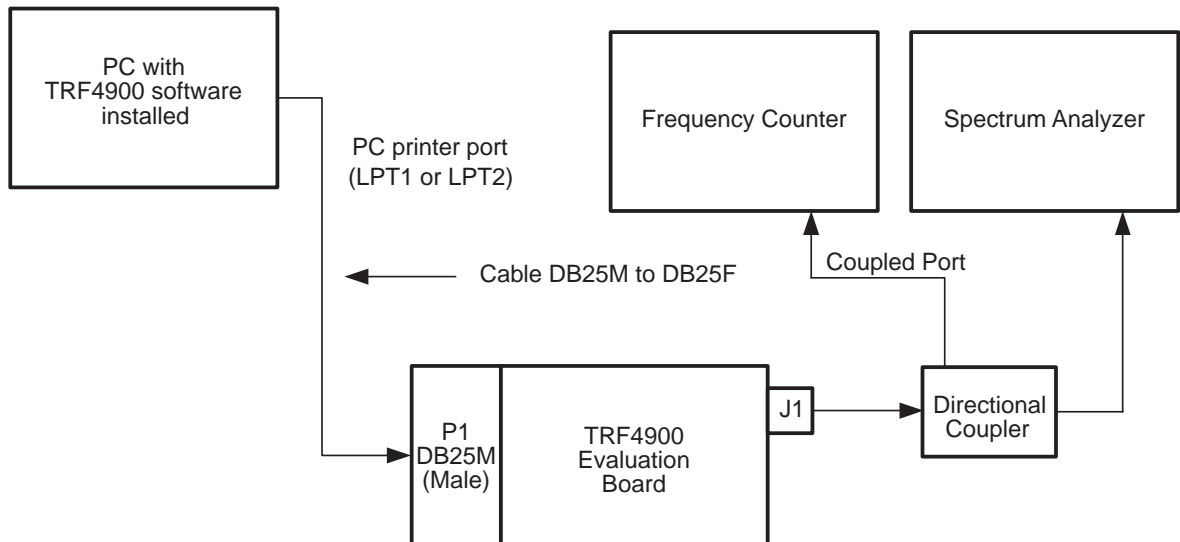 PC with
TRF4900 software
installed
Frequency Counter
Spectrum Analyzer
PC printer port
(LPT1 or LPT2)
Coupled Port
Cable DB25M to DB25F
P1
DB25M
(Male)
TRF4900
Evaluation
Board
J1
Directional
Coupler